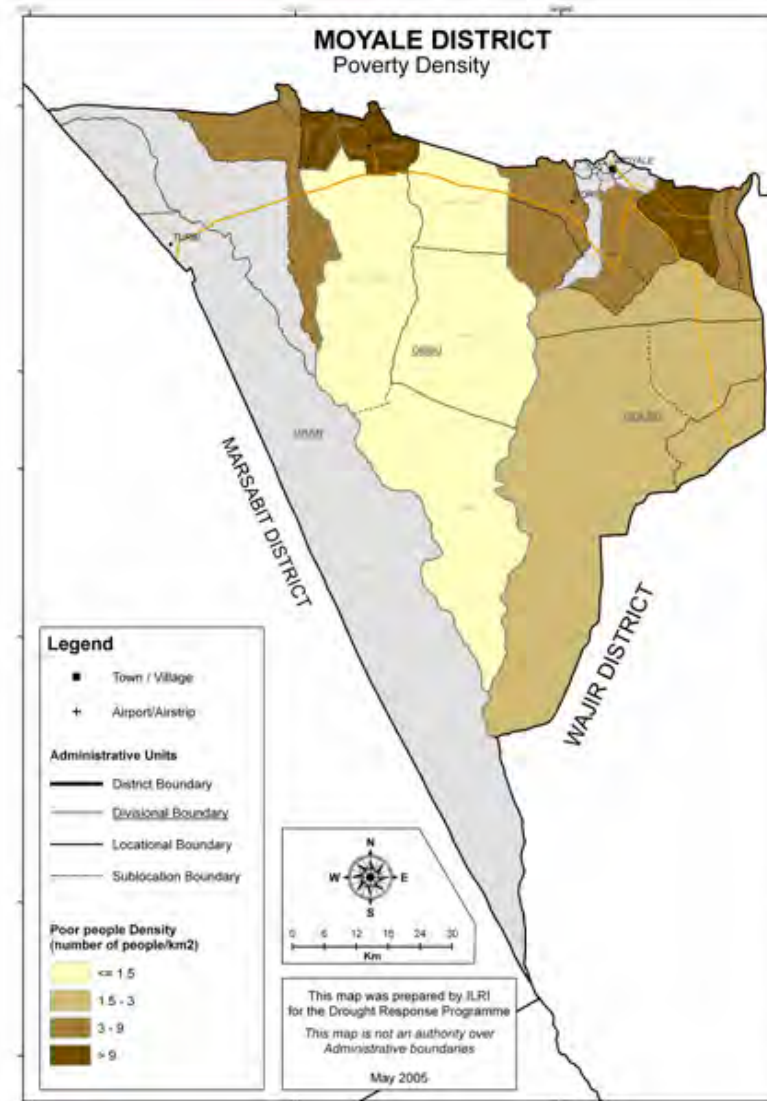 MOYALE DISTRICT
Poverty Density
MOYALE
TURBI
OBBU
URAN
GOLBO
MARSABIT DISTRICT
WAJIR DISTRICT
Legend
Town / Village
Airport/Airstrip
Administrative Units
District Boundary
Divisional Boundary
Locational Boundary
Sublocation Boundary
Poor people Density
(number of people/km2)
<= 1.5
1.5 - 3
3 - 9
> 9
N
W E
S
0 6 12 18 24 30
Km
This map was prepared by ILRI
for the Drought Response Programme
This map is not an authority over
Administrative boundaries
May 2005